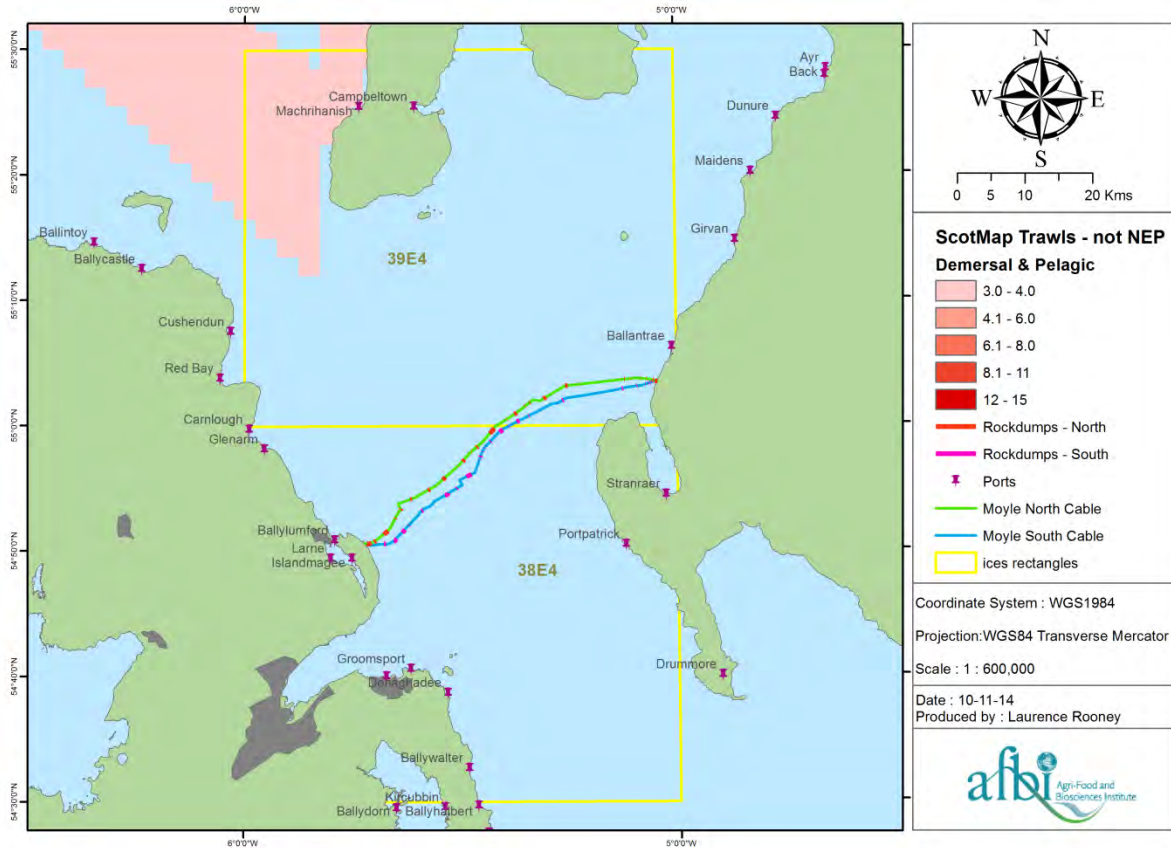 6°0'0"W
5°0'0"W
55°30'0"N
55°20'0"N
55°10'0"N
55°0'0"N
54°50'0"N
54°40'0"N
54°30'0"N
Campbeltown
Machrihanish
Ayr
Back
Dunure
Maidens
Girvan
Ballintoy
Ballycastle
39E4
Cushendun
Ballantrae
Red Bay
Carnlough
Glenarm
Stranraer
Ballylumford
Larne
Islandmagee
Portpatrick
38E4
Groomsport
Donaghadee
Drummore
Ballywalter
Kircubbin
Ballydorn
Ballyhalbert
6°0'0"W
5°0'0"W
N
W
E
S
0 5 10 20 Kms
ScotMap Trawls - not NEP
Demersal & Pelagic
3.0 - 4.0
4.1 - 6.0
6.1 - 8.0
8.1 - 11
12 - 15
Rockdumps - North
Rockdumps - South
Ports
Moyle North Cable
Moyle South Cable
ices rectangles
Coordinate System : WGS1984
Projection:WGS84 Transverse Mercator
Scale : 1 : 600,000
Date : 10-11-14
Produced by : Laurence Rooney
afbi
Agri-Food and
Biosciences Institute